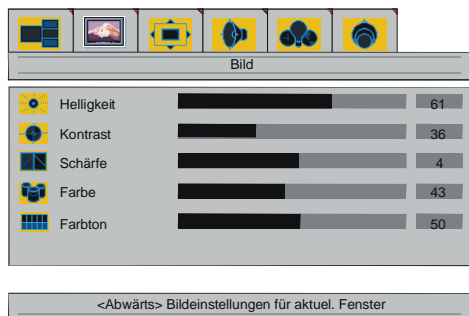 Bild
Helligkeit 61
Kontrast 36
Schärfe 4
Farbe 43
Farbton 50
<Abwärts> Bildeinstellungen für aktuel. Fenster